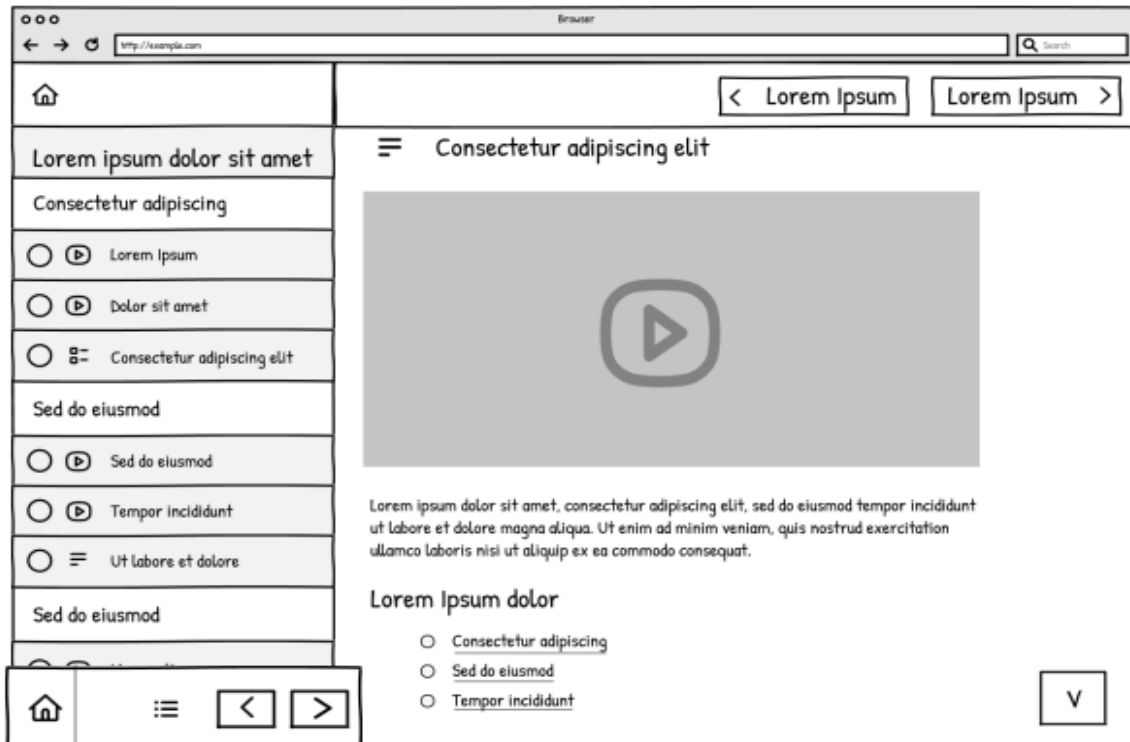 Browser
http://example.com
Search
Lorem Ipsum
Lorem Ipsum
Lorem ipsum dolor sit amet
Consectetur adipiscing
Lorem Ipsum
Dolor sit amet
Consectetur adipiscing elit
Sed do eiusmod
Sed do eiusmod
Tempor incididunt
Ut labore et dolore
Sed do eiusmod
Consectetur adipiscing elit
Lorem ipsum dolor sit amet, consectetur adipiscing elit, sed do eiusmod tempor incididunt
ut labore et dolore magna aliqua. Ut enim ad minim veniam, quis nostrud exercitation
ullamco laboris nisi ut aliquip ex ea commodo consequat.
Lorem Ipsum dolor
Consectetur adipiscing
Sed do eiusmod
Tempor incididunt